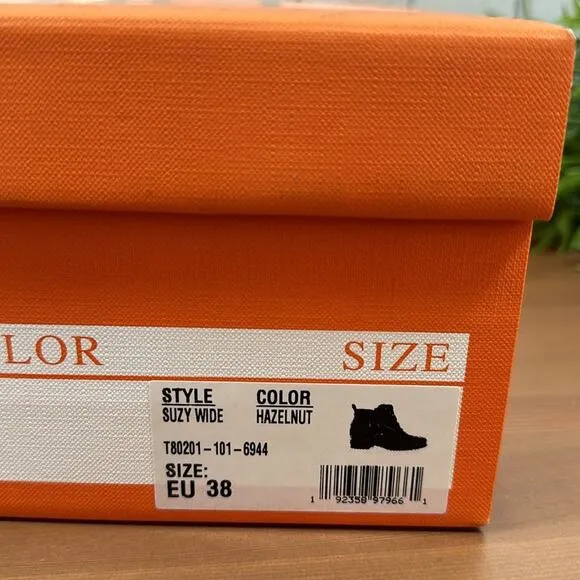 LOR SIZE
STYLE COLOR
SUZY WIDE HAZELNUT
T80201-101-6944
SIZE:
EU 38
1 92358 97966 1